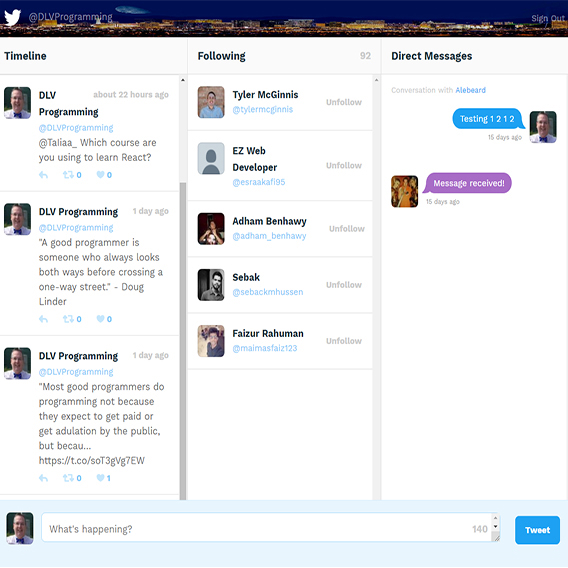 @DLVProgramming
Sign Out
Timeline
DLV
Programming
about 22 hours ago
@DLVProgramming
@Taliaa_ Which course are
you using to learn React?
0
0
DLV Programming
1 day ago
@DLVProgramming
"A good programmer is
someone who always looks
both ways before crossing a
one-way street." - Doug
Linder
0
0
DLV Programming
1 day ago
@DLVProgramming
"Most good programmers do
programming not because
they expect to get paid or
get adulation by the public,
but becau...
https://t.co/soT3gVg7EW
0
1
Following
92
Tyler McGinnis
@tylermcginnis
Unfollow
EZ Web
Developer
@esraakafi95
Unfollow
Adham Benhawy
@adham_benhawy
Unfollow
Sebak
@sebackmhussen
Unfollow
Faizur Rahuman
@maimasfaiz123
Unfollow
Direct Messages
Conversation with Alebeard
Testing 1 2 1 2
15 days ago
Message received!
15 days ago
What's happening?
140
Tweet